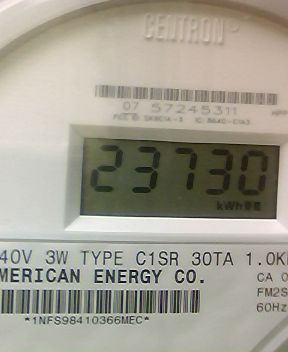 CENTRON®
07 57245311
23730
kWh
40V 3W TYPE C1SR 30TA 1.0K
MERICAN ENERGY CO.
CA 0
FM2S
60Hz
*1NFS98410366MEC*